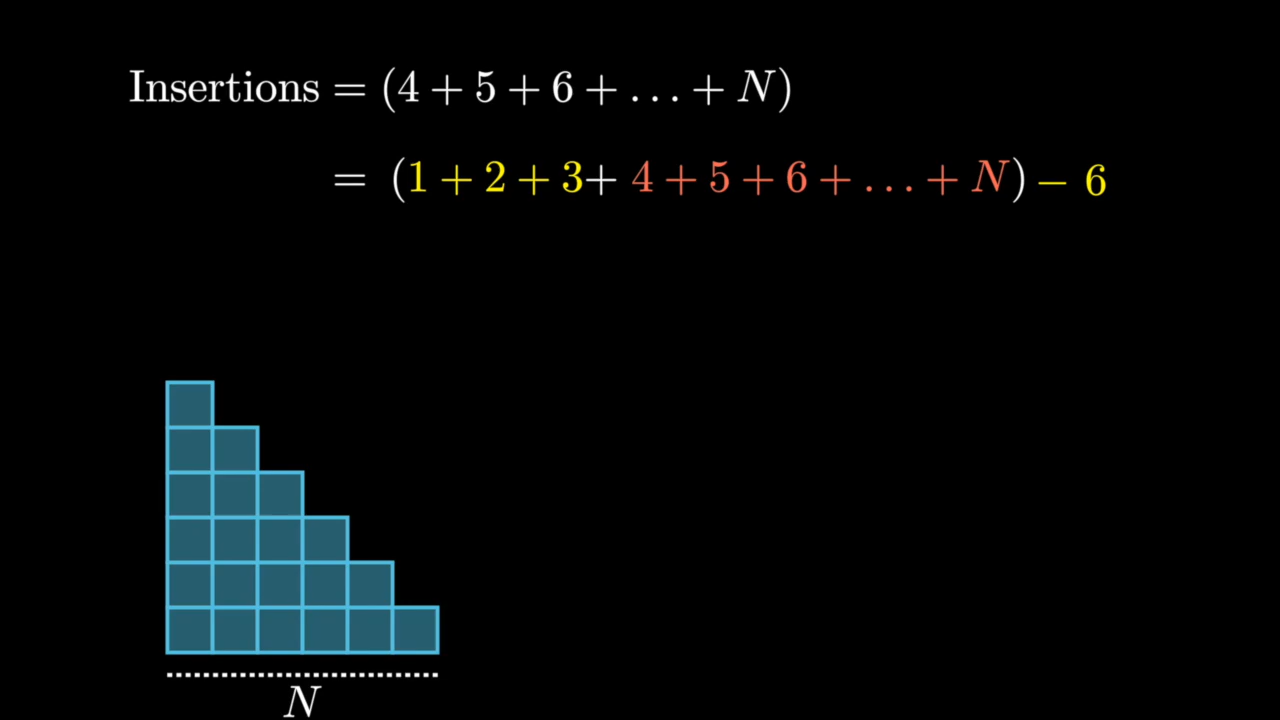 Insertions = (4 + 5 + 6 + ... + N)
= (1 + 2 + 3+ 4 + 5 + 6 + ... + N) − 6
N